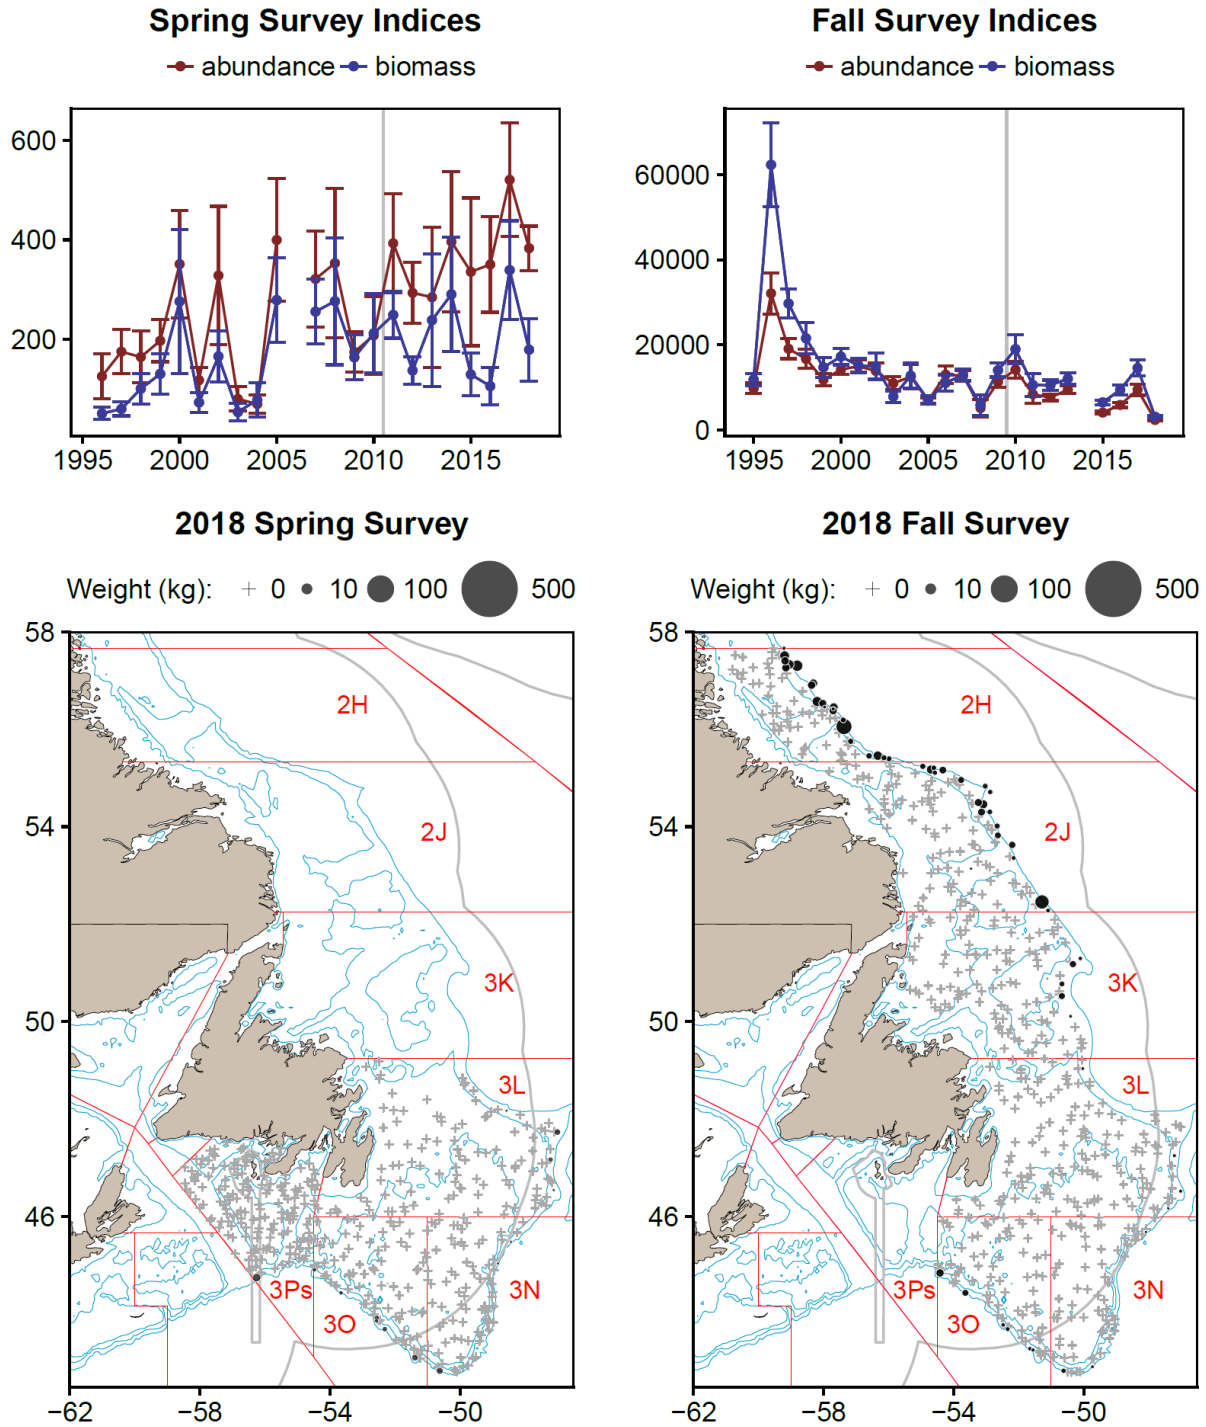 Spring Survey Indices
abundance biomass
600
400
200
1995 2000 2005 2010 2015
Fall Survey Indices
abundance biomass
60000
40000
20000
0
1995 2000 2005 2010 2015
2018 Spring Survey
Weight (kg): 0 10 100 500
58
54
50
46
2H
2J
3K
3L
3N
3O
3Ps
−62 −58 −54 −50
2018 Fall Survey
Weight (kg): 0 10 100 500
58
54
50
46
2H
2J
3K
3L
3N
3O
3Ps
−62 −58 −54 −50